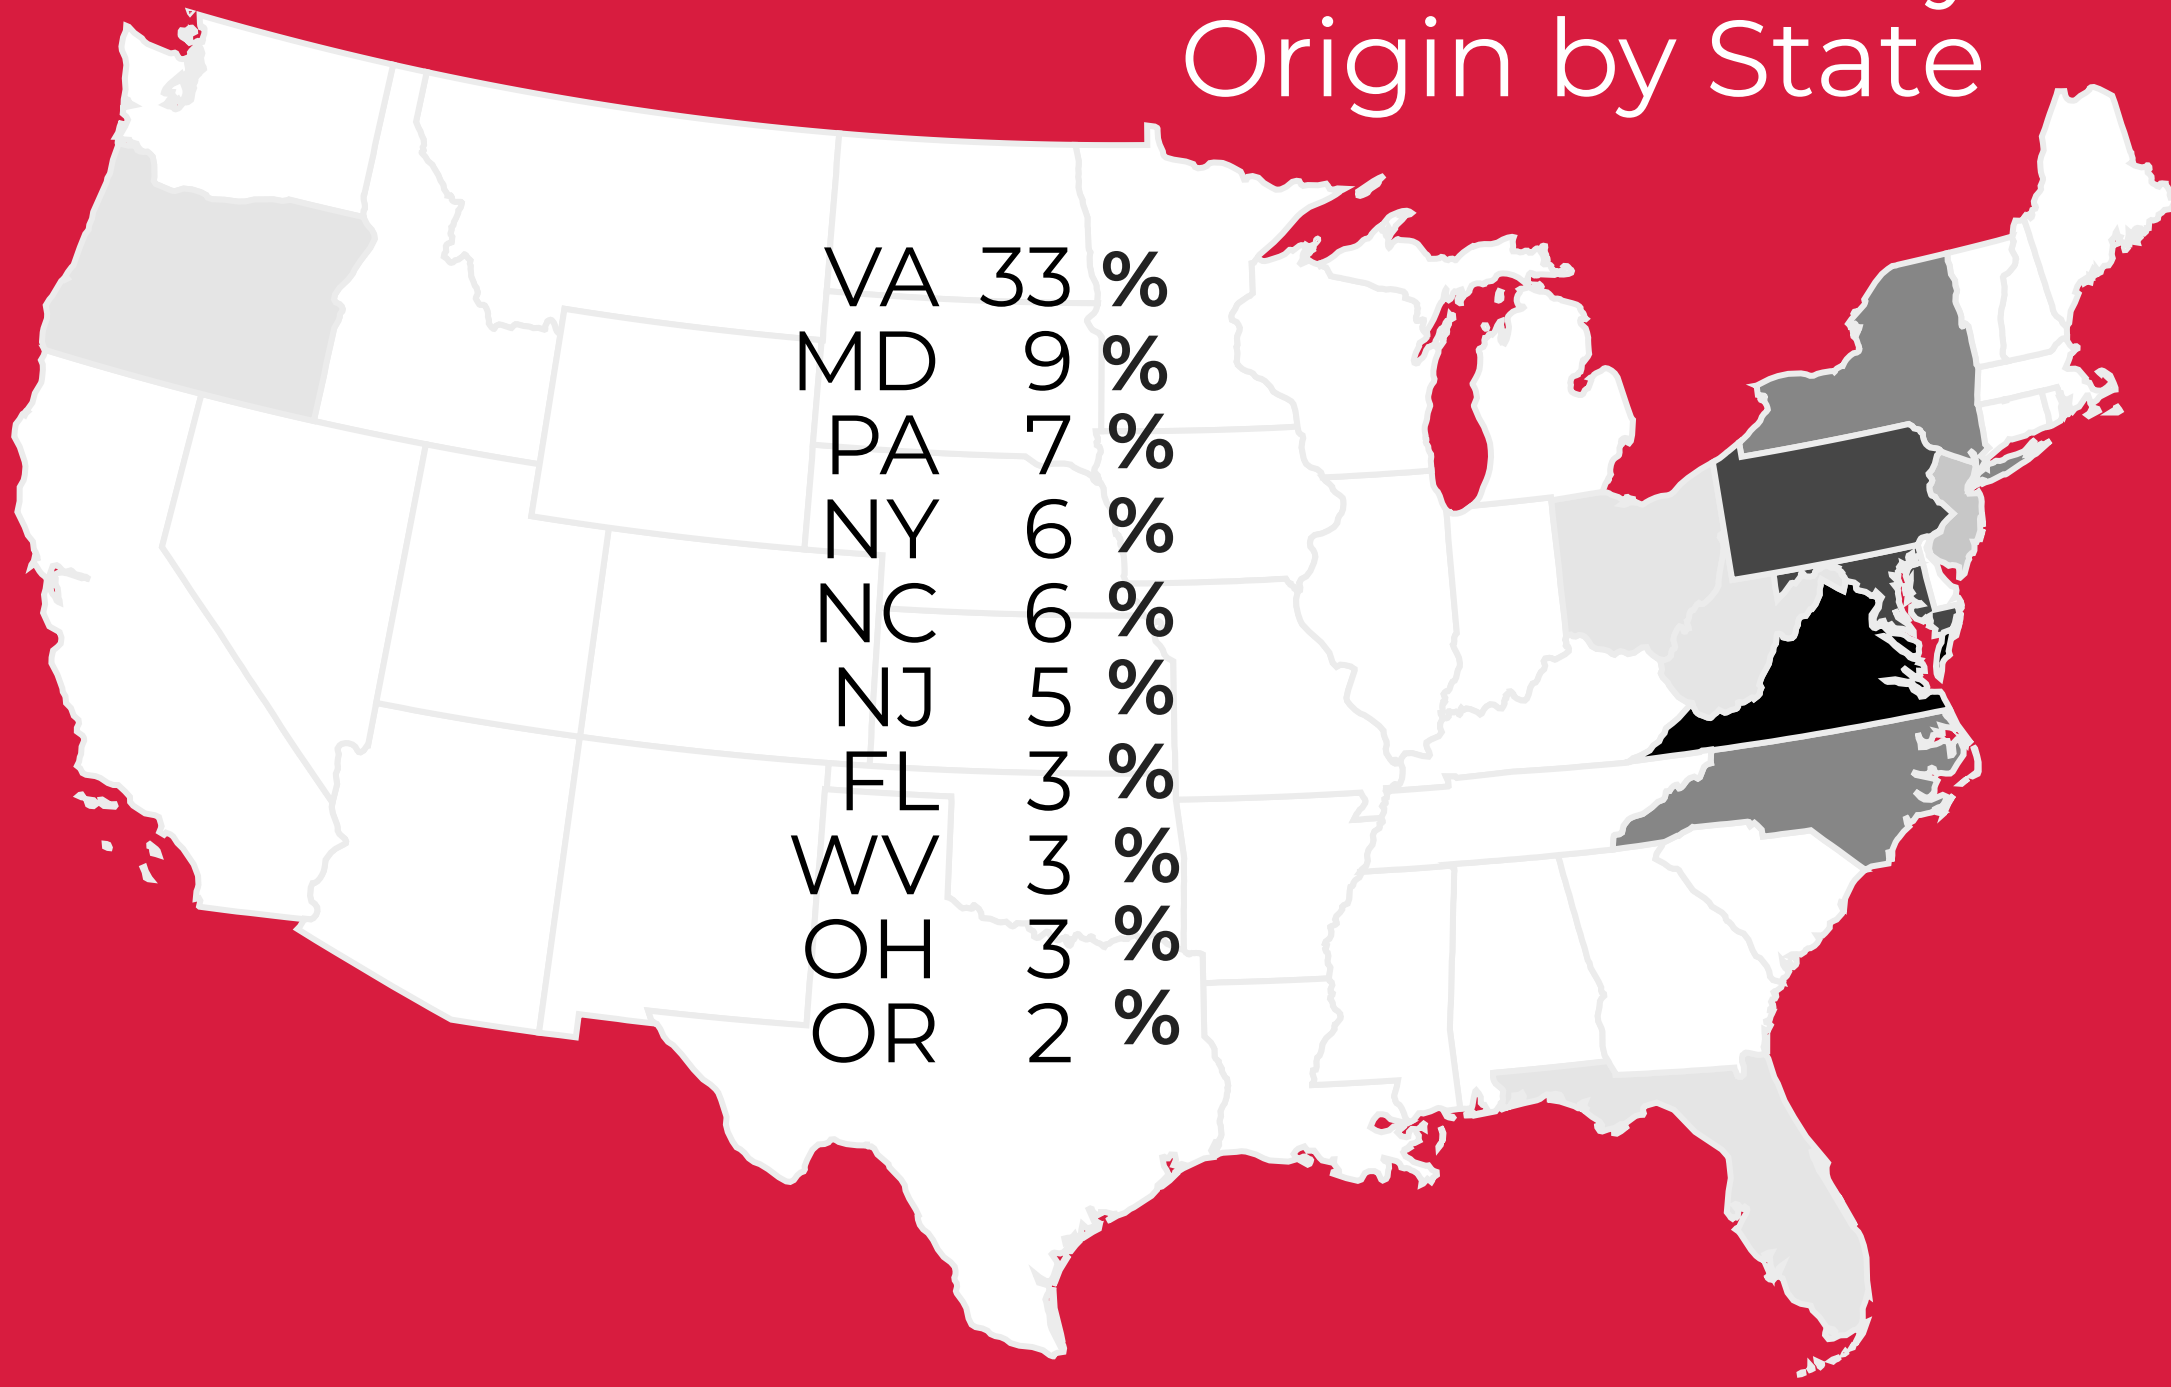 Origin by State
VA 33 %
MD 9 %
PA 7 %
NY 6 %
NC 6 %
NJ 5 %
FL 3 %
WV 3 %
OH 3 %
OR 2 %